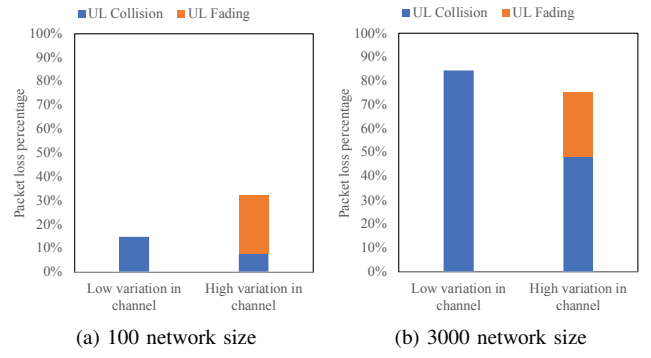 UL Collision UL Fading
100%
90%
80%
70%
60%
50%
40%
30%
20%
10%
0%
Packet loss percentage
Low variation in
channel
High variation in
channel
(a) 100 network size
UL Collision UL Fading
100%
90%
80%
70%
60%
50%
40%
30%
20%
10%
0%
Packet loss percentage
Low variation in
channel
High variation in
channel
(b) 3000 network size